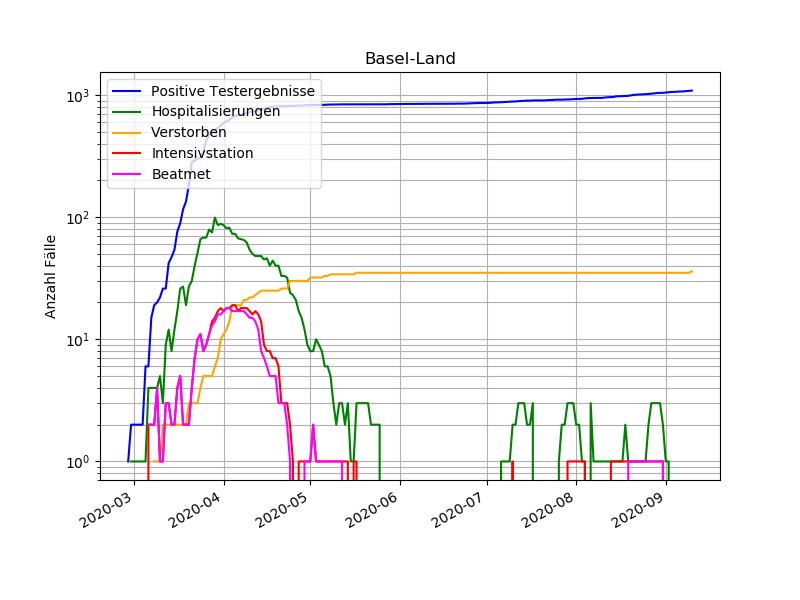 Basel-Land
Positive Testergebnisse
Hospitalisierungen
Verstorben
Intensivstation
Beatmet
Anzahl Fälle
10³
10²
10¹
10⁰
2020-03
2020-04
2020-05
2020-06
2020-07
2020-08
2020-09